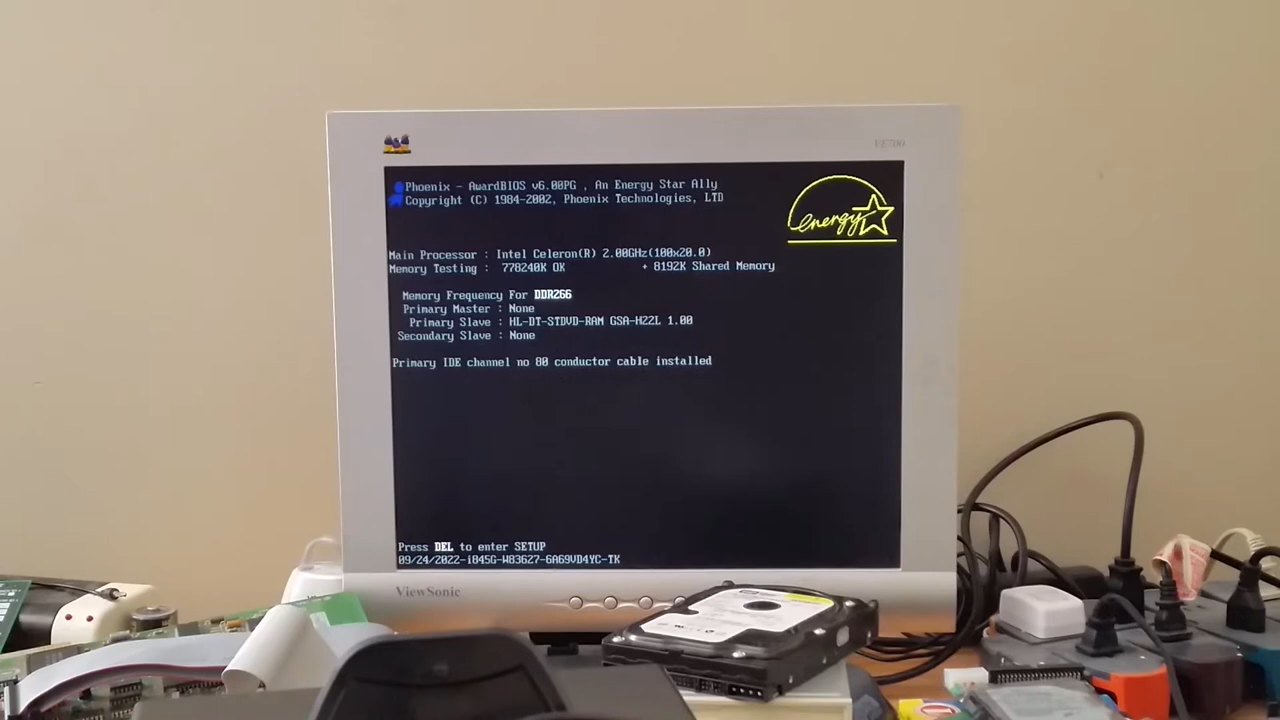 VE700
Phoenix - AwardBIOS v6.00PG , An Energy Star Ally
Copyright (C) 1984-2002, Phoenix Technologies, LTD
energy
Main Processor : Intel Celeron(R) 2.00GHz(100x20.0)
Memory Testing : 778240K OK + 8192K Shared Memory
Memory Frequency For DDR266
Primary Master : None
Primary Slave : HL-DT-STDVD-RAM GSA-H22L 1.00
Secondary Slave : None
Primary IDE channel no 80 conductor cable installed
Press DEL to enter SETUP
09/24/2022-i845G-W83627-6A69VD4YC-TK
ViewSonic